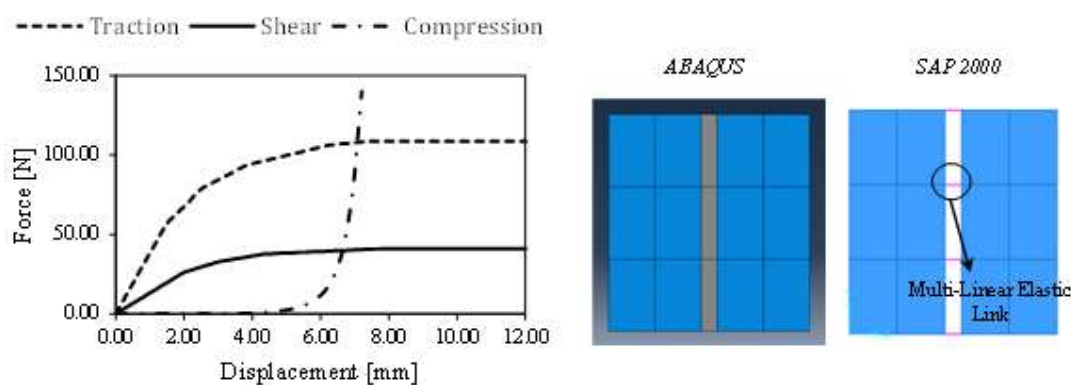 Traction Shear Compression
150.00
100.00
50.00
0.00
Force [N]
0.00 2.00 4.00 6.00 8.00 10.00 12.00
Displacement [mm]
ABAQUS
SAP 2000
Multi-Linear Elastic
Link